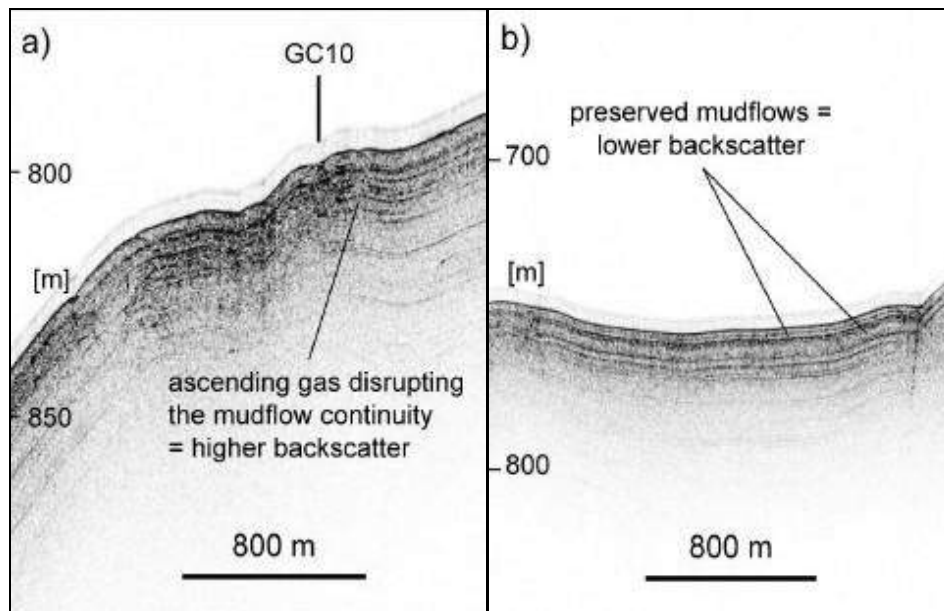 a)
GC10
800
[m]
ascending gas disrupting
the mudflow continuity
= higher backscatter
850
800 m
b)
preserved mudflows =
lower backscatter
700
[m]
800
800 m